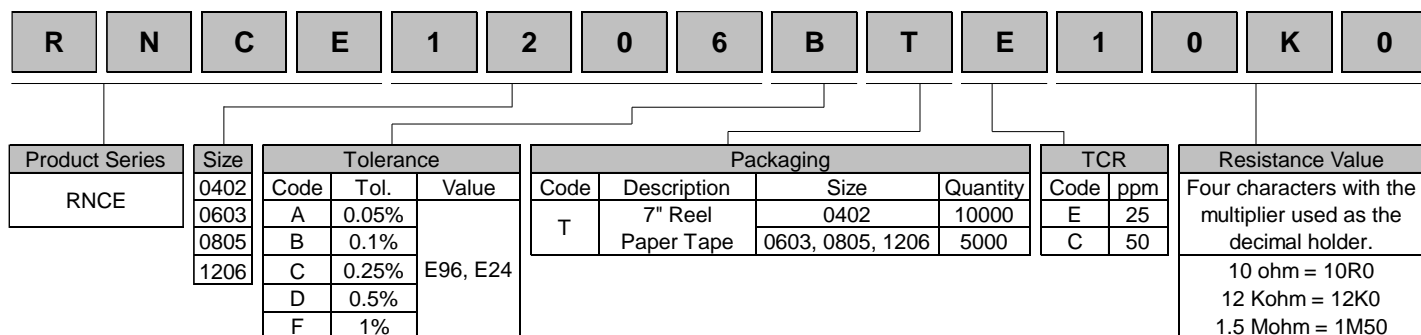 R N C E 1 2 0 6 B T E 1 0 K 0
Product Series
RNCE
Size
0402
0603
0805
1206
Tolerance
Code Tol. Value
A 0.05%
B 0.1%
C 0.25%
D 0.5%
F 1%
E96, E24
Packaging
Code Description Size Quantity
T
7" Reel
Paper Tape
0402 10000
0603, 0805, 1206 5000
TCR
Code ppm
E 25
C 50
Resistance Value
Four characters with the
multiplier used as the
decimal holder.
10 ohm = 10R0
12 Kohm = 12K0
1.5 Mohm = 1M50